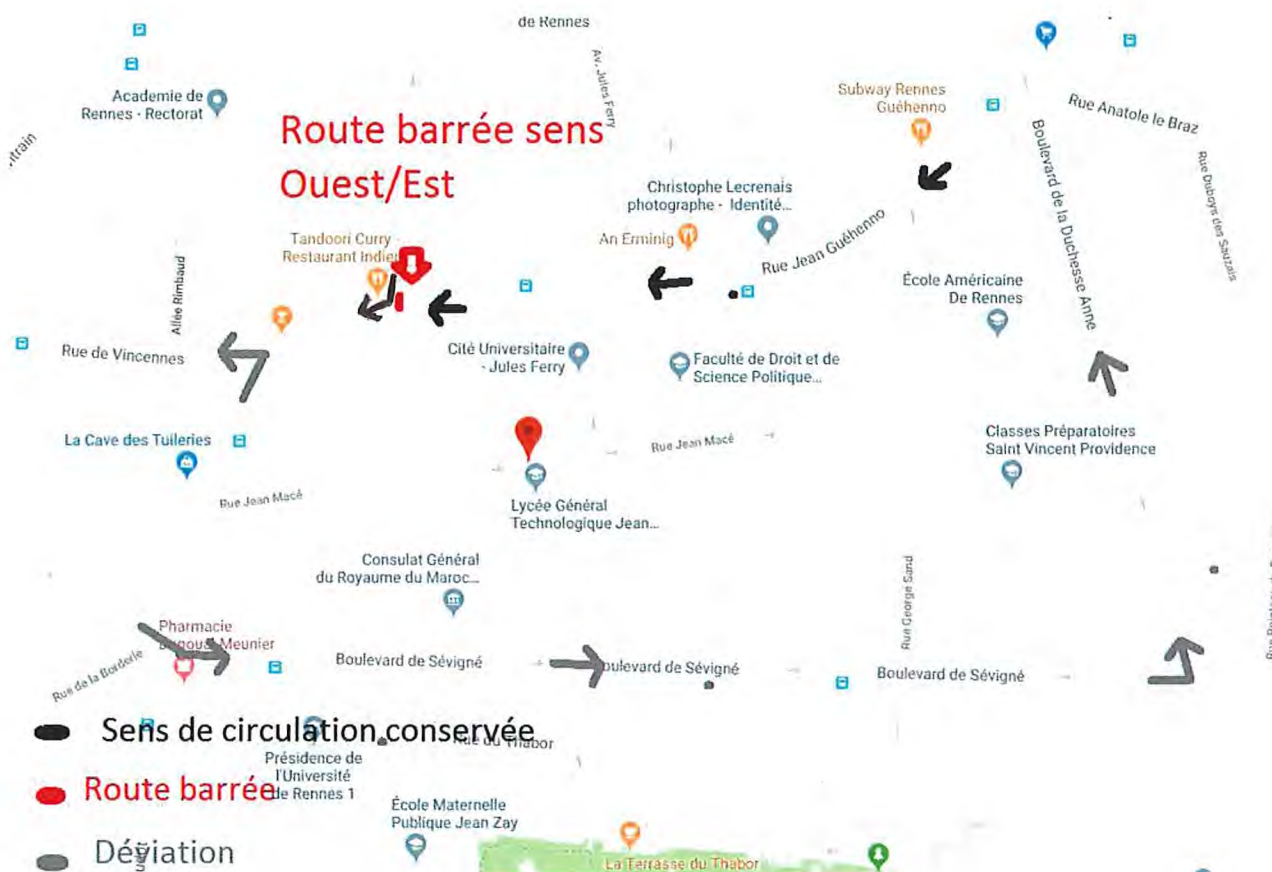 de Rennes
Av. Jules Ferry
Academie de
Rennes - Rectorat
Subway Rennes
Guéhenno
Rue Anatole le Braz
Rue Duboys des Sauzais
Boulevard de la Duchesse Anne
Route barrée sens
Ouest/Est
Christophe Lecrenais
photographe - Identité...
Tandoori Curry -
Restaurant Indie
An Erminig
Rue Jean Guéhenno
École Américaine
De Rennes
Allée Rimbaud
Rue de Vincennes
Cité Universitaire
- Jules Ferry
Faculté de Droit et de
Science Politique...
La Cave des Tuileries
Rue Jean Macé
Classes Préparatoires
Saint Vincent Providence
Rue Jean Macé
Lycée Général
Technologique Jean...
Consulat Général
du Royaume du Maroc...
Rue George Sand
Pharmacie
Meunier
Rue de la Borderie
Boulevard de Sévigné
oulevard de Sévigné
Boulevard de Sévigné
Sens de circulation conservée
Rue du Thabor
Présidence de
l'Université
de Rennes 1
Route barrée
École Maternelle
Publique Jean Zay
Déviation
La Terrasse du Thabor